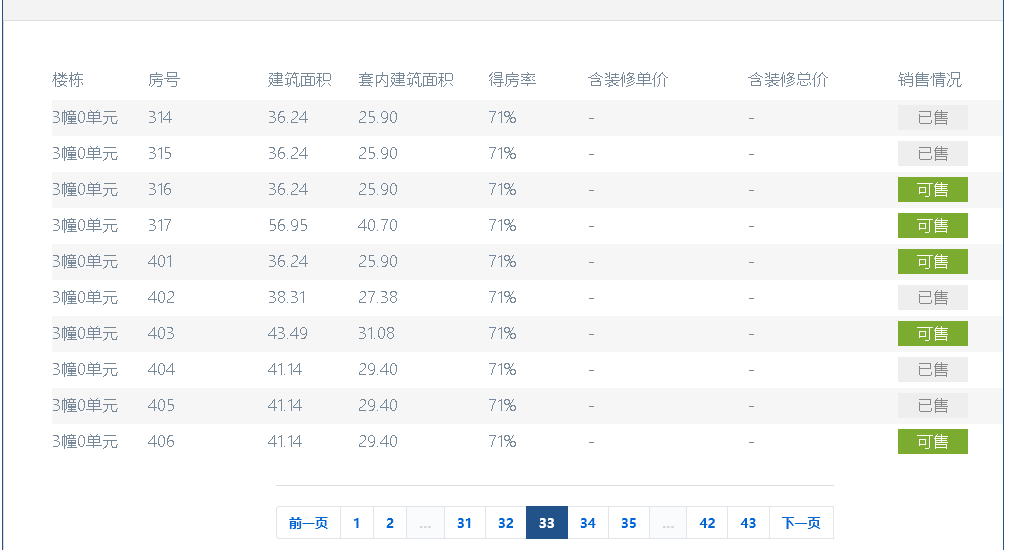 楼栋 房号 建筑面积 套内建筑面积 得房率 含装修单价 含装修总价 销售情况
3幢0单元 314 36.24 25.90 71% - - 已售
3幢0单元 315 36.24 25.90 71% - - 已售
3幢0单元 316 36.24 25.90 71% - - 可售
3幢0单元 317 56.95 40.70 71% - - 可售
3幢0单元 401 36.24 25.90 71% - - 可售
3幢0单元 402 38.31 27.38 71% - - 已售
3幢0单元 403 43.49 31.08 71% - - 可售
3幢0单元 404 41.14 29.40 71% - - 已售
3幢0单元 405 41.14 29.40 71% - - 已售
3幢0单元 406 41.14 29.40 71% - - 可售
前一页 1 2 ... 31 32 33 34 35 ... 42 43 下一页